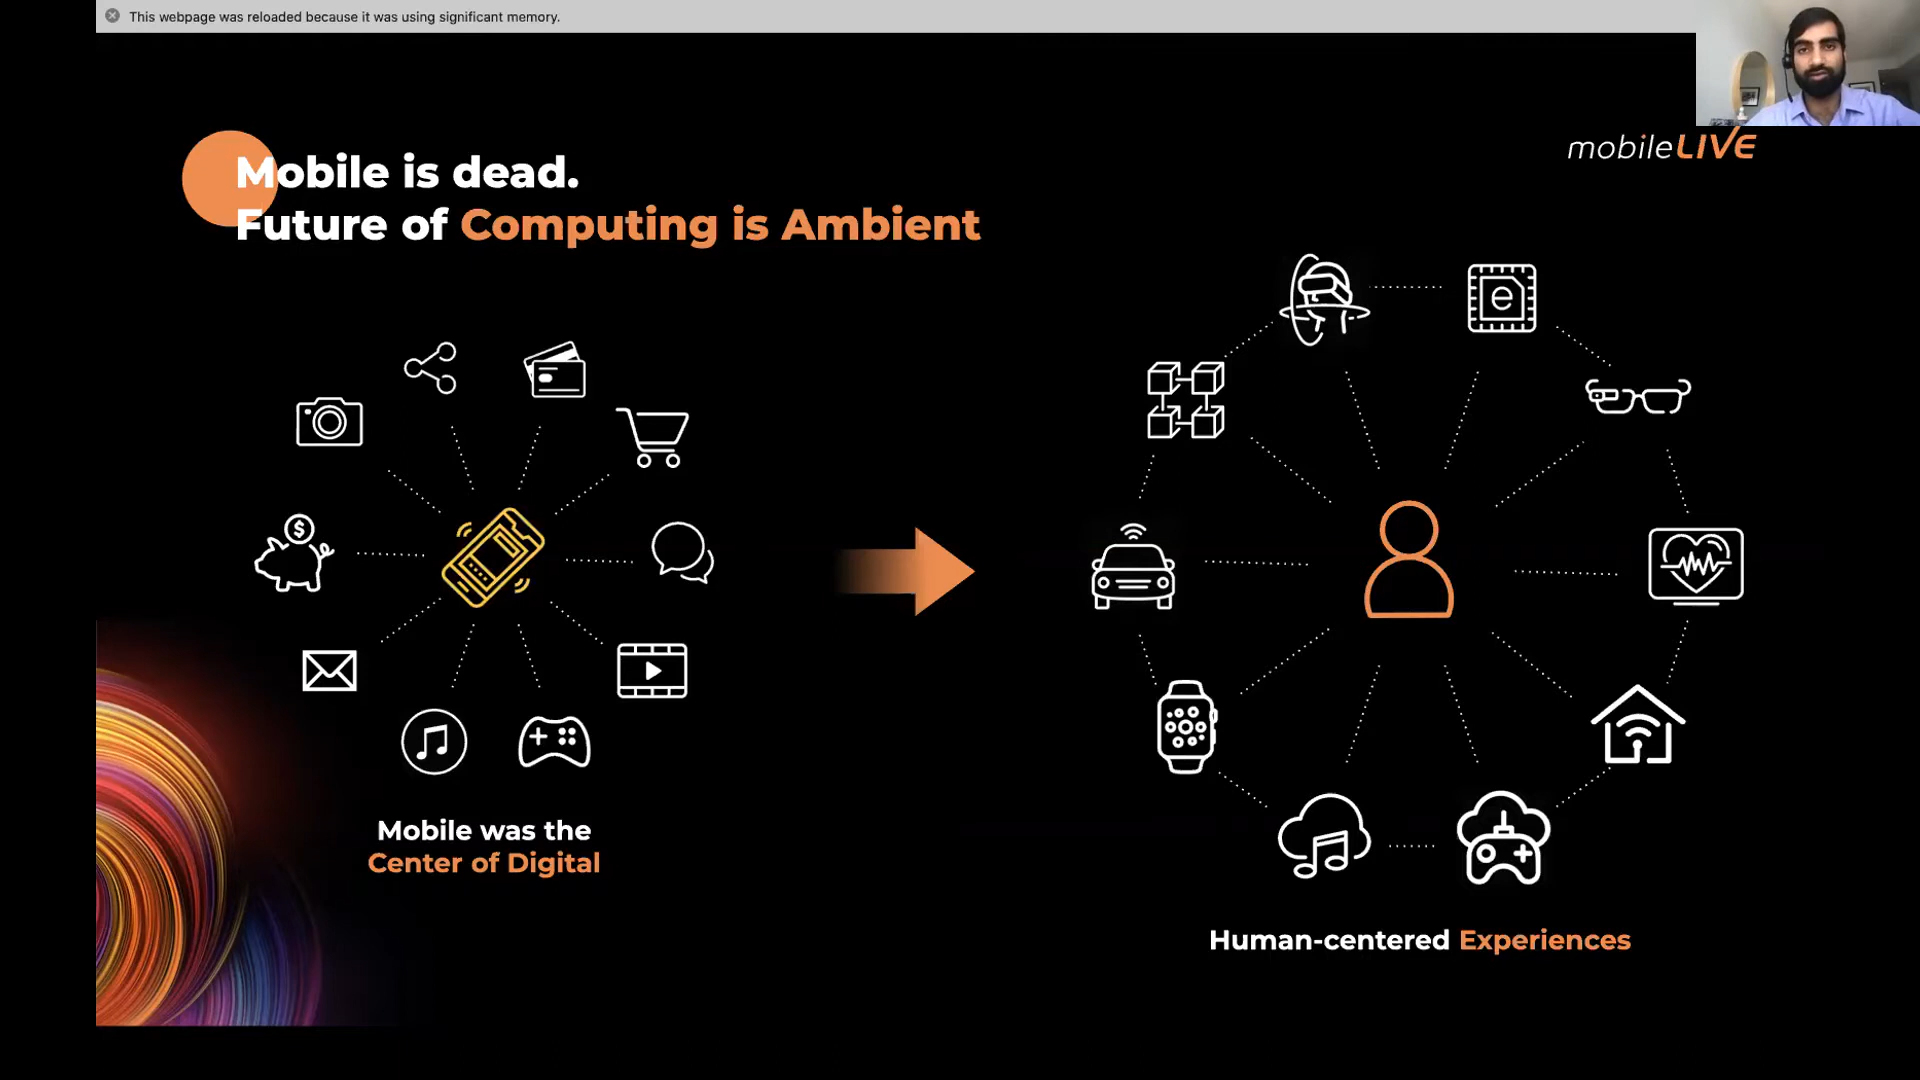 This webpage was reloaded because it was using significant memory.
mobileLIVE
Mobile is dead.
Future of Computing is Ambient
$
e
Mobile was the
Center of Digital
Human-centered Experiences